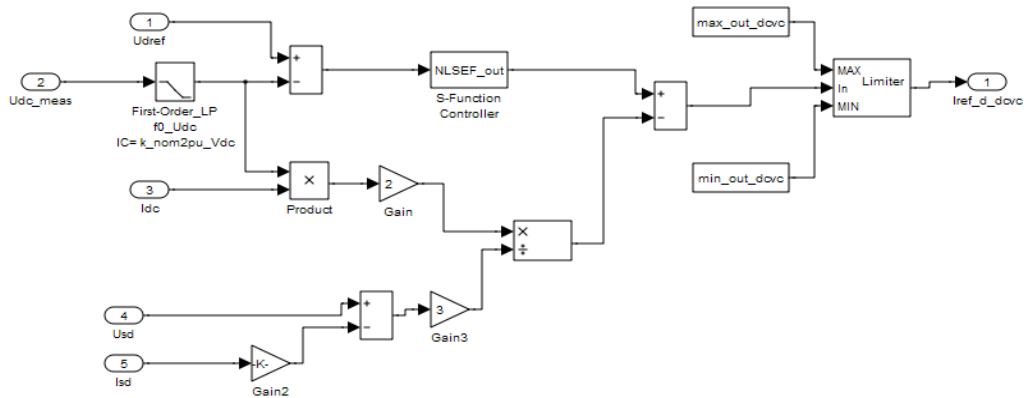 1
Udref
+
−
2
Udc_meas
First-Order_LP
f0_Udc
IC= k_nom2pu_Vdc
NLSEF_out
S-Function
Controller
+
−
max_out_dcvc
MAX
In
MIN
Limiter
1
Iref_d_dcvc
min_out_dcvc
3
Idc
×
Product
2
Gain
×
÷
4
Usd
+
−
3
Gain3
5
Isd
-K-
Gain2